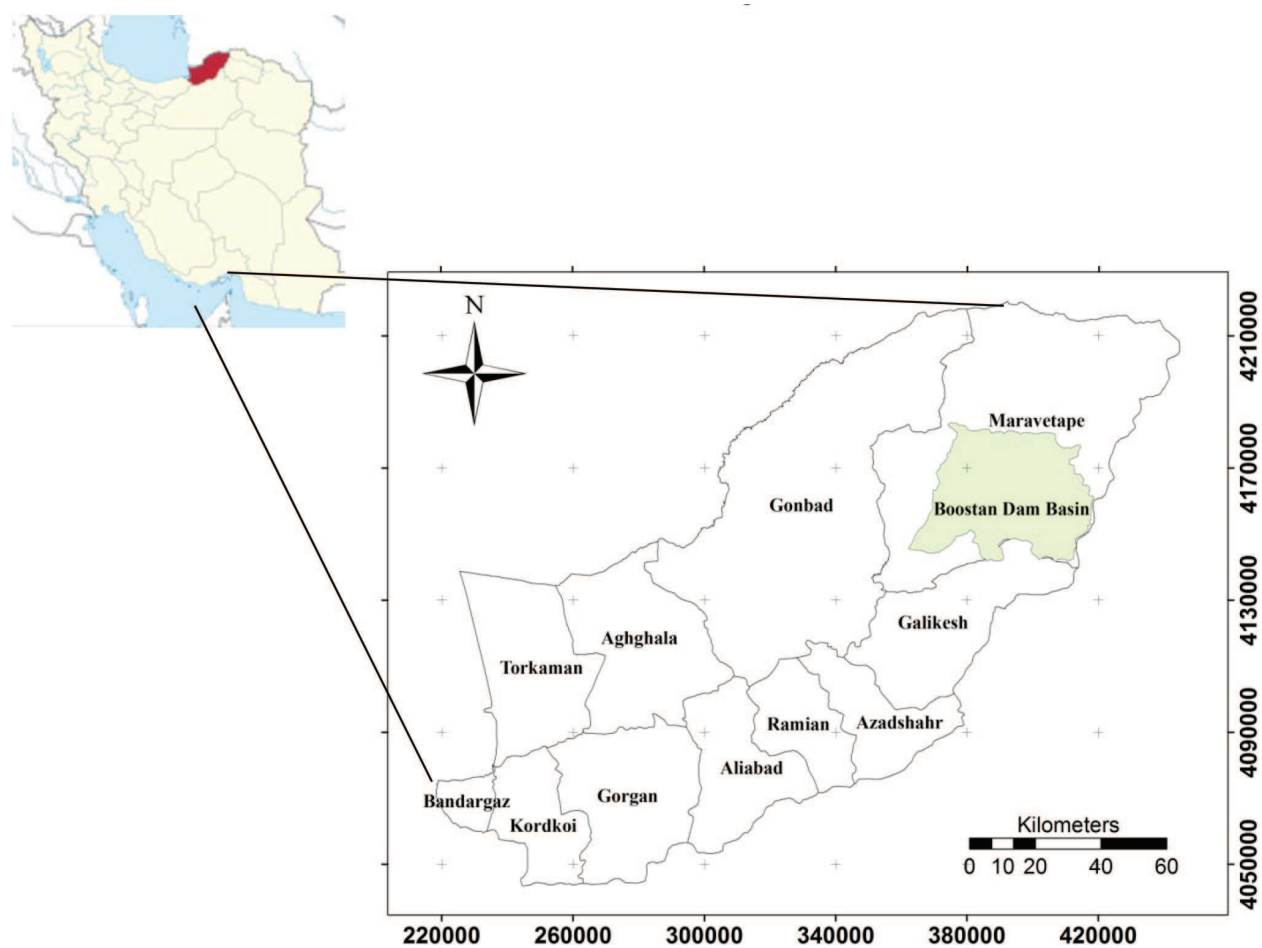 N
4210000
Maravetape
4170000
Gonbad
Boostan Dam Basin
4130000
Galikesh
Aghghala
Torkaman
Ramian
Azadshahr
4090000
Aliabad
Gorgan
Bandargaz
Kordkoi
Kilometers
0 10 20 40 60
4050000
220000 260000 300000 340000 380000 420000